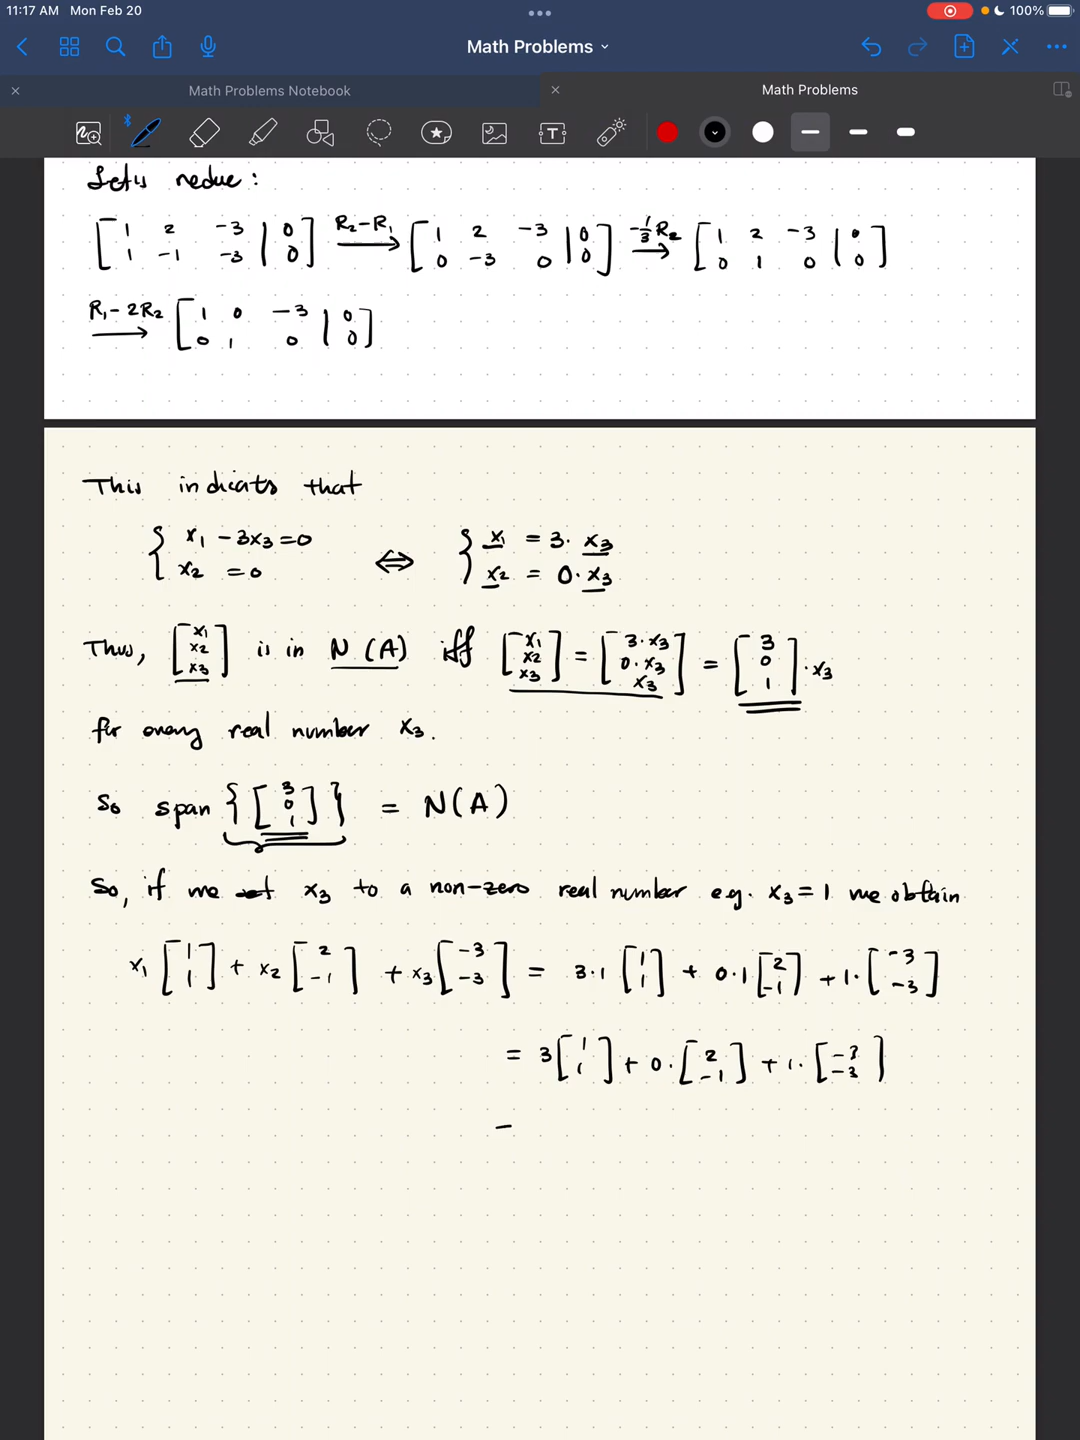 11:17 AM Mon Feb 20
100%
Math Problems
Math Problems Notebook
Math Problems
Let's redue:
[1 2 -3 | 0; 1 -1 -3 | 0] R₂-R₁ → [1 2 -3 | 0; 0 -3 0 | 0] -1/3 R₂ → [1 2 -3 | 0; 0 1 0 | 0]
R₁-2R₂ → [1 0 -3 | 0; 0 1 0 | 0]
This indicats that
{ x₁ - 3x₃ = 0; x₂ = 0 ⇔ { x₁ = 3· x₃; x₂ = 0· x₃
Thus, [x₁; x₂; x₃] is in N(A) iff [x₁; x₂; x₃] = [3·x₃; 0·x₃; x₃] = [3; 0; 1]·x₃
for every real number x₃.
So span {[3; 0; 1]} = N(A)
So, if we set x₃ to a non-zero real number e.g. x₃ = 1 we obtain
x₁[1; 1] + x₂[2; -1] + x₃[-3; -3] = 3·1[1; 1] + 0·1[2; -1] + 1·[-3; -3]
= 3[1; 1] + 0·[2; -1] + 1·[-3; -3]